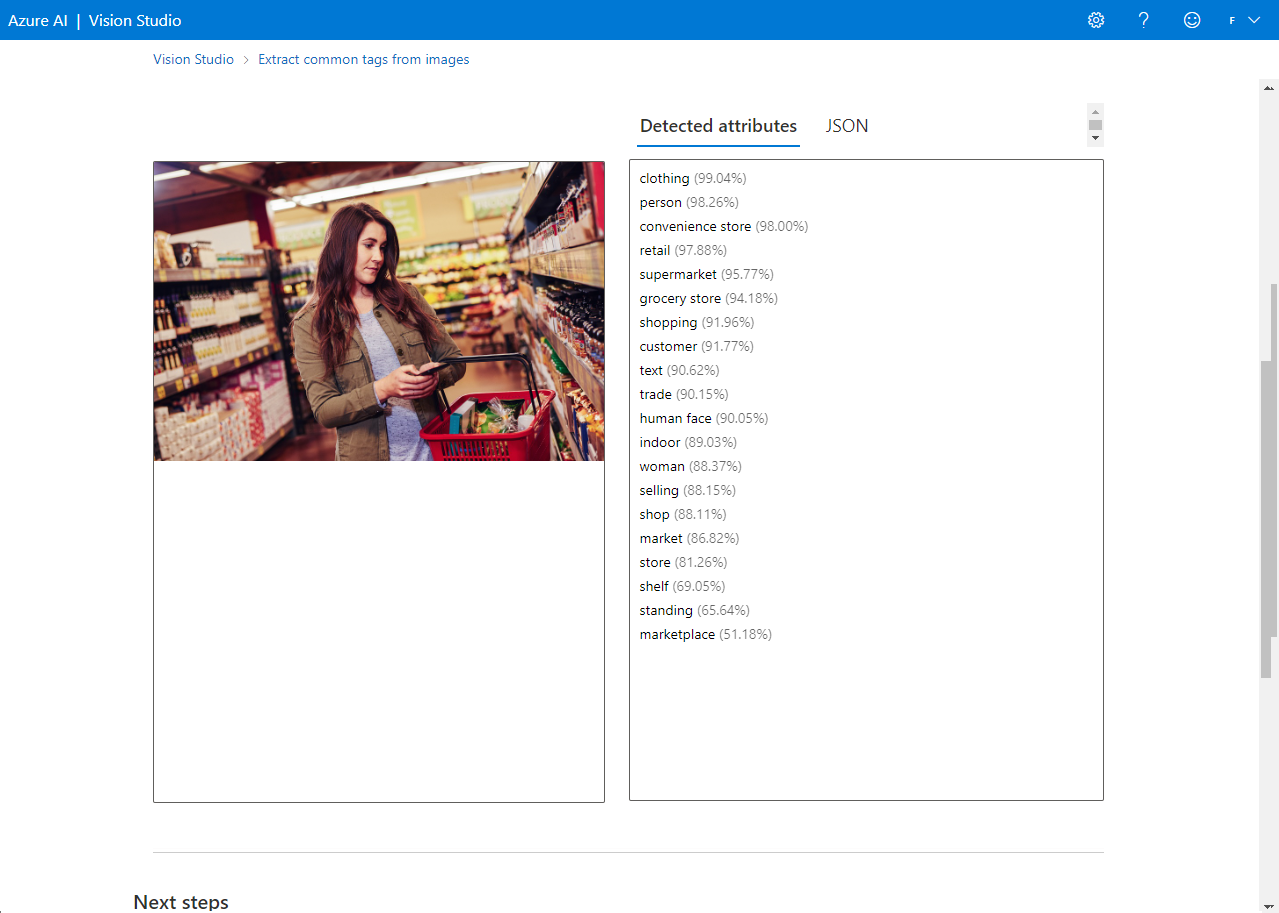 Azure AI | Vision Studio
F
Vision Studio > Extract common tags from images
Detected attributes JSON
clothing (99.04%)
person (98.26%)
convenience store (98.00%)
retail (97.88%)
supermarket (95.77%)
grocery store (94.18%)
shopping (91.96%)
customer (91.77%)
text (90.62%)
trade (90.15%)
human face (90.05%)
indoor (89.03%)
woman (88.37%)
selling (88.15%)
shop (88.11%)
market (86.82%)
store (81.26%)
shelf (69.05%)
standing (65.64%)
marketplace (51.18%)
Next steps